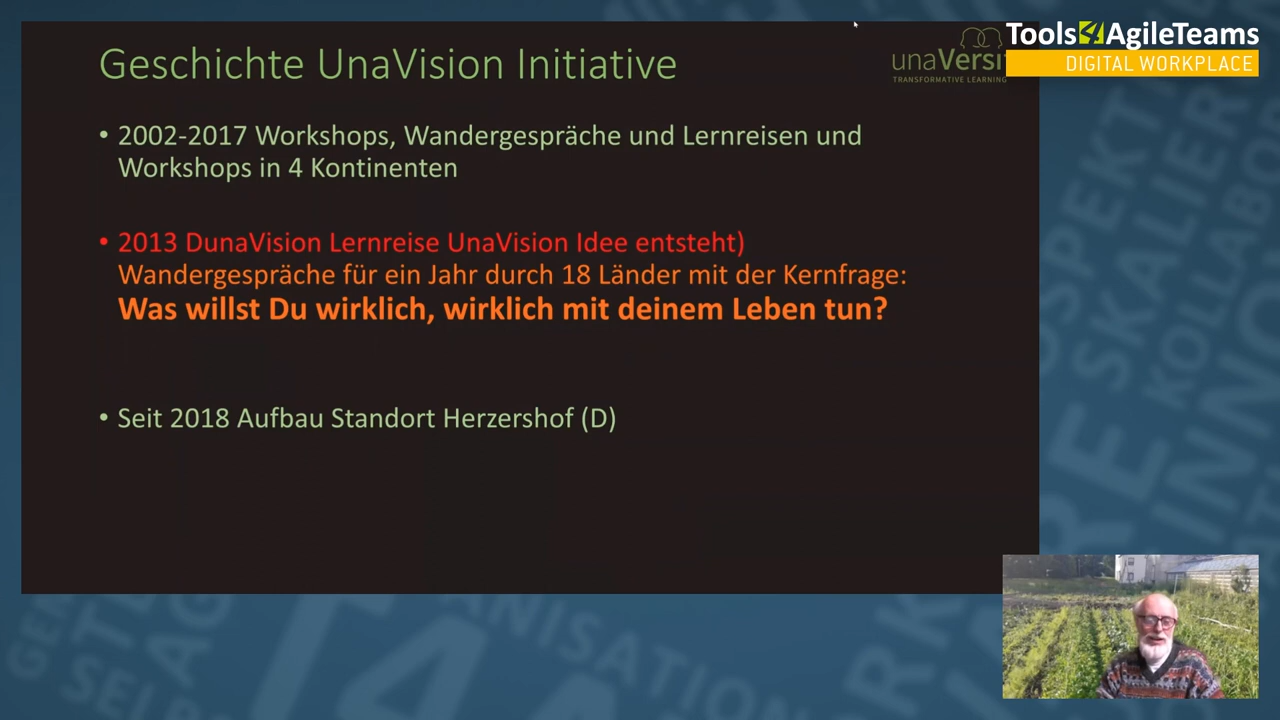 Geschichte UnaVision Initiative
unaVersi
TRANSFORMATIVE LEARNING
Tools4AgileTeams
DIGITAL WORKPLACE
• 2002-2017 Workshops, Wandergespräche und Lernreisen und
Workshops in 4 Kontinenten
• 2013 DunaVision Lernreise UnaVision Idee entsteht)
Wandergespräche für ein Jahr durch 18 Länder mit der Kernfrage:
Was willst Du wirklich, wirklich mit deinem Leben tun?
• Seit 2018 Aufbau Standort Herzershof (D)